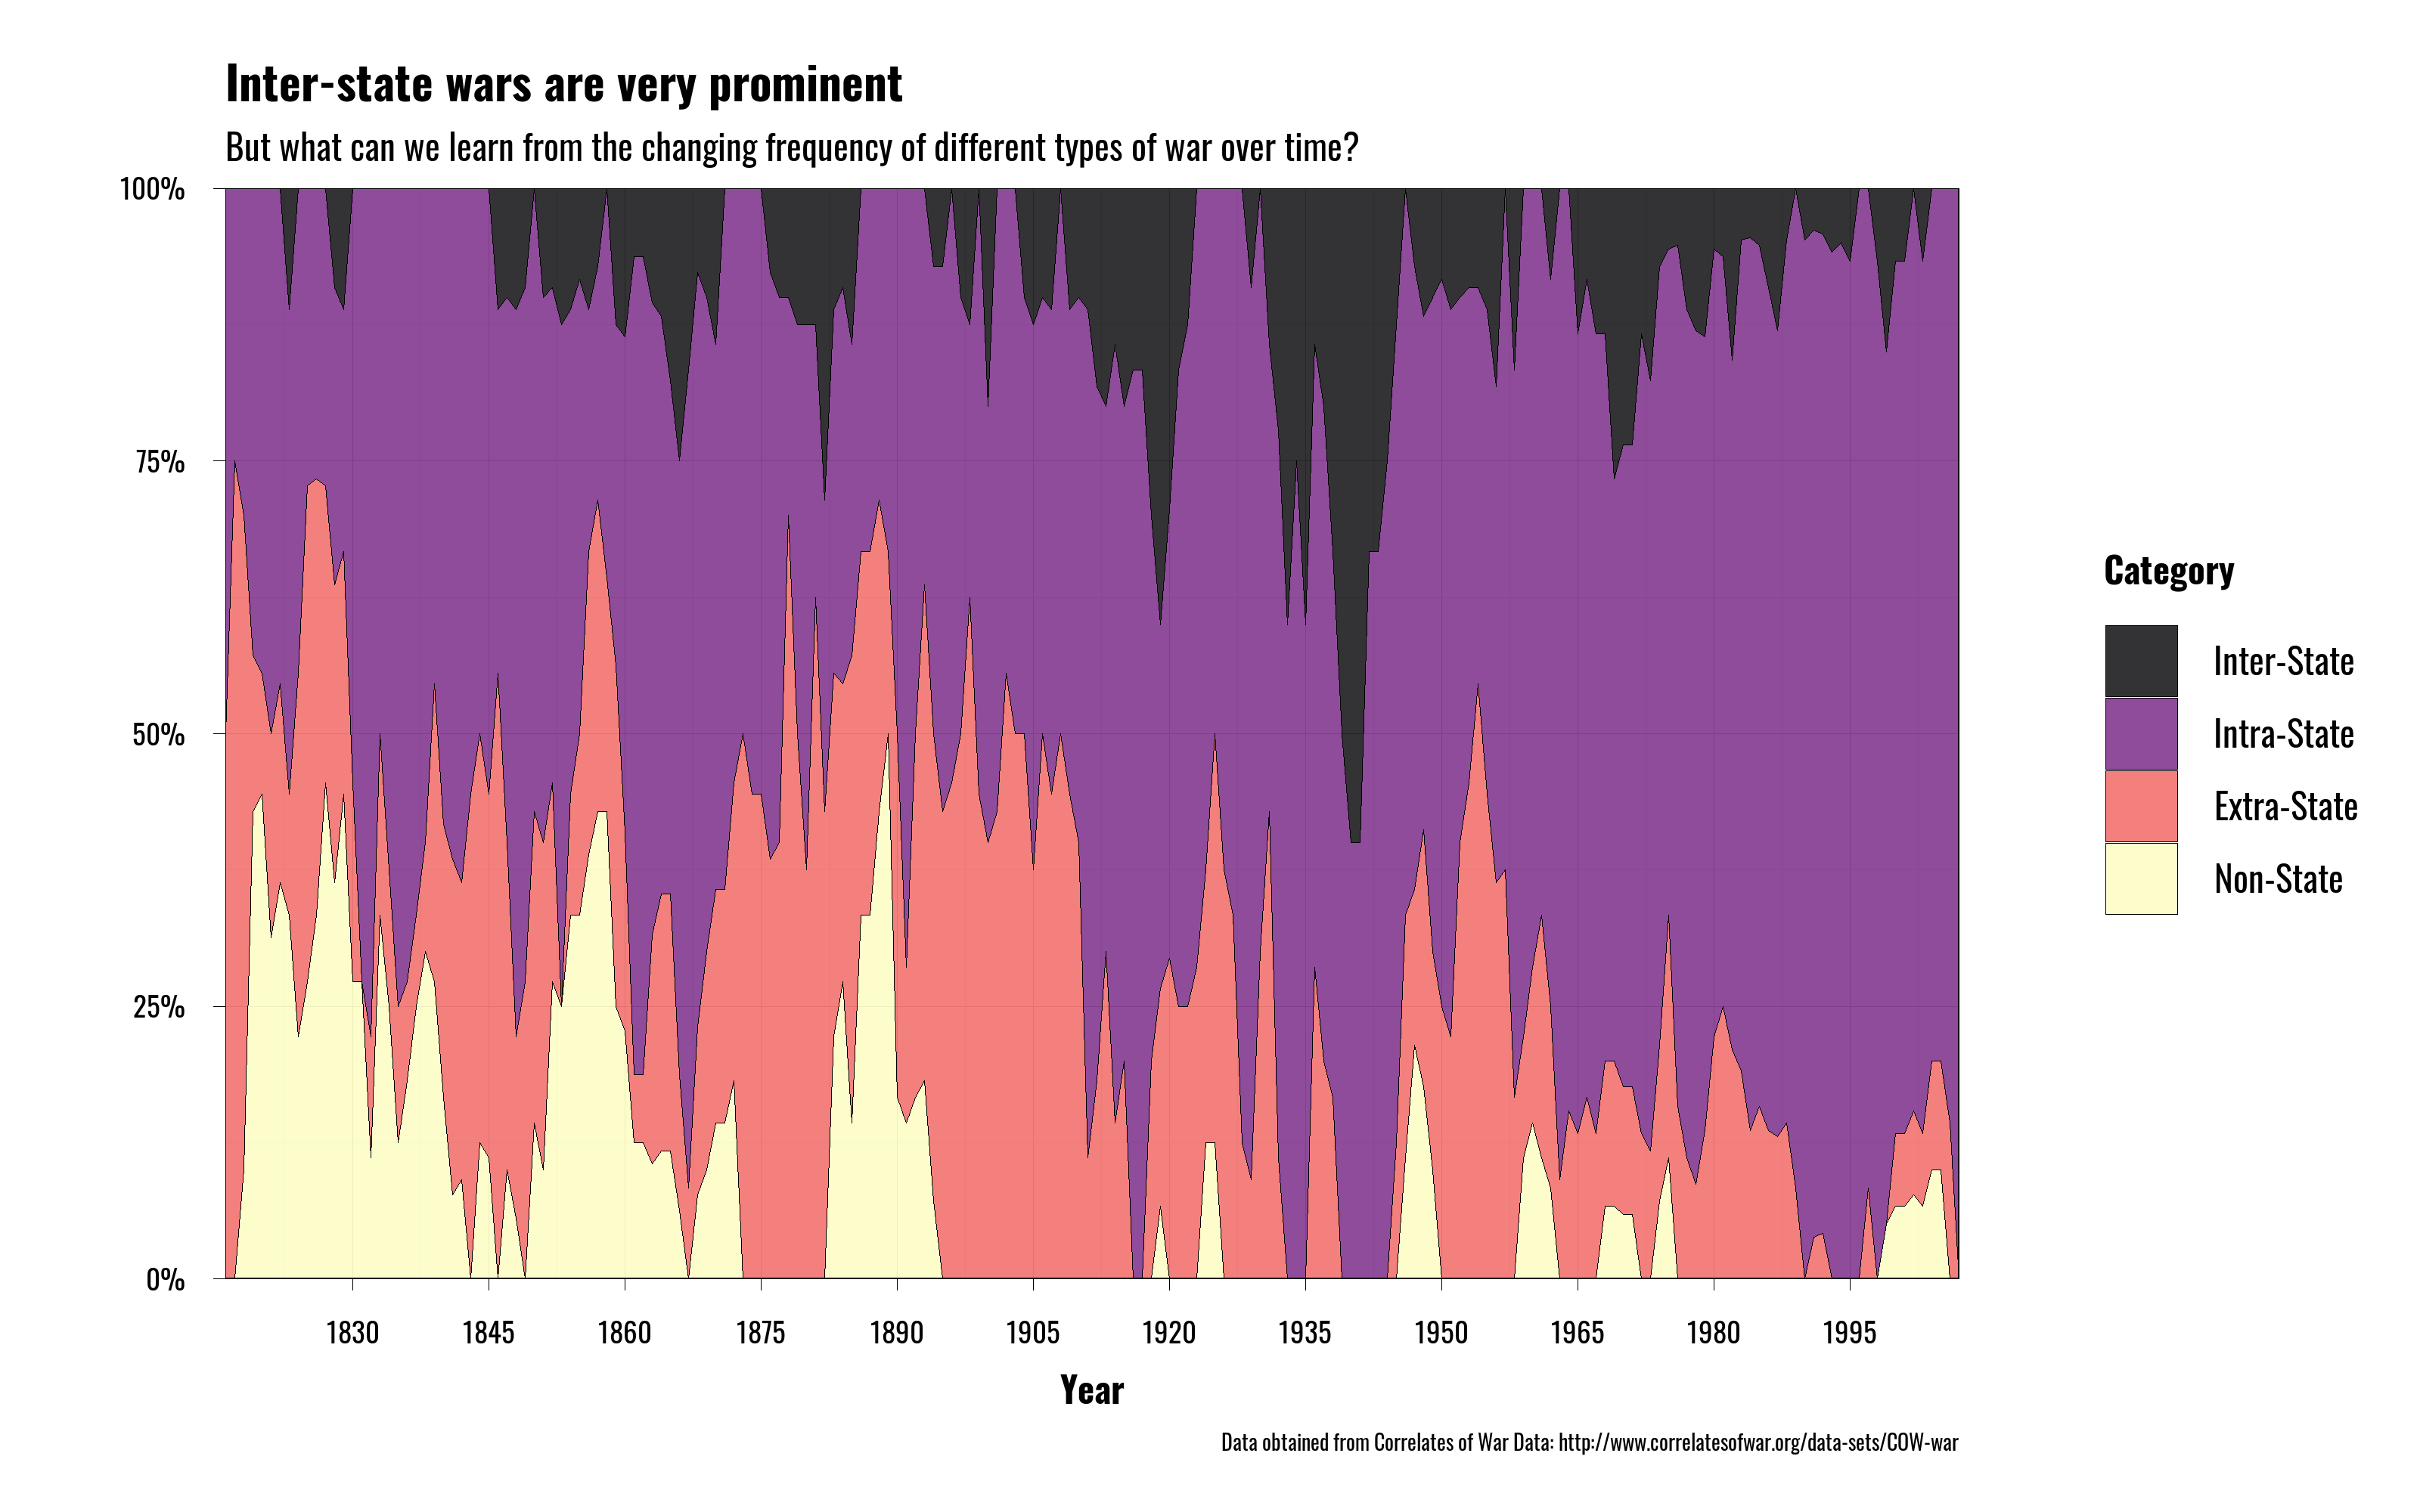 Inter-state wars are very prominent
But what can we learn from the changing frequency of different types of war over time?
100%
75%
50%
25%
0%
1830 1845 1860 1875 1890 1905 1920 1935 1950 1965 1980 1995
Year
Category
Inter-State
Intra-State
Extra-State
Non-State
Data obtained from Correlates of War Data: http://www.correlatesofwar.org/data-sets/COW-war